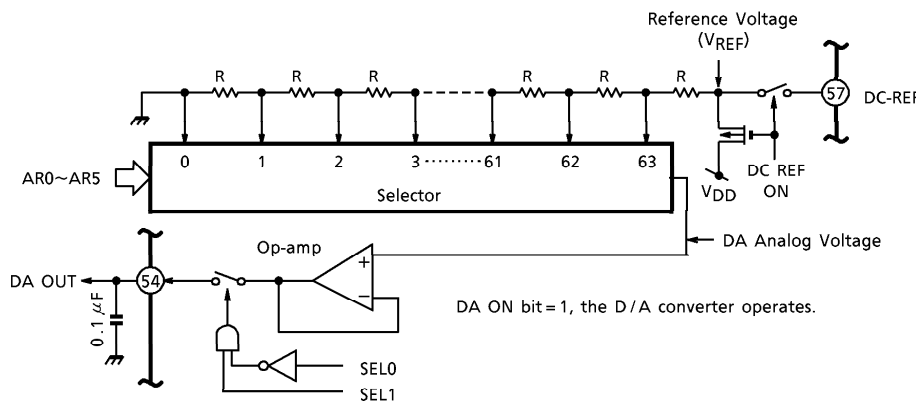 Reference Voltage
(VREF)
R R R R R R
57
DC-REF
0 1 2 3 ········ 61 62 63
AR0~AR5
Selector
VDD
DC REF
ON
Op-amp
DA Analog Voltage
+
−
DA OUT
54
0.1 μF
DA ON bit = 1, the D/A converter operates.
SEL0
SEL1